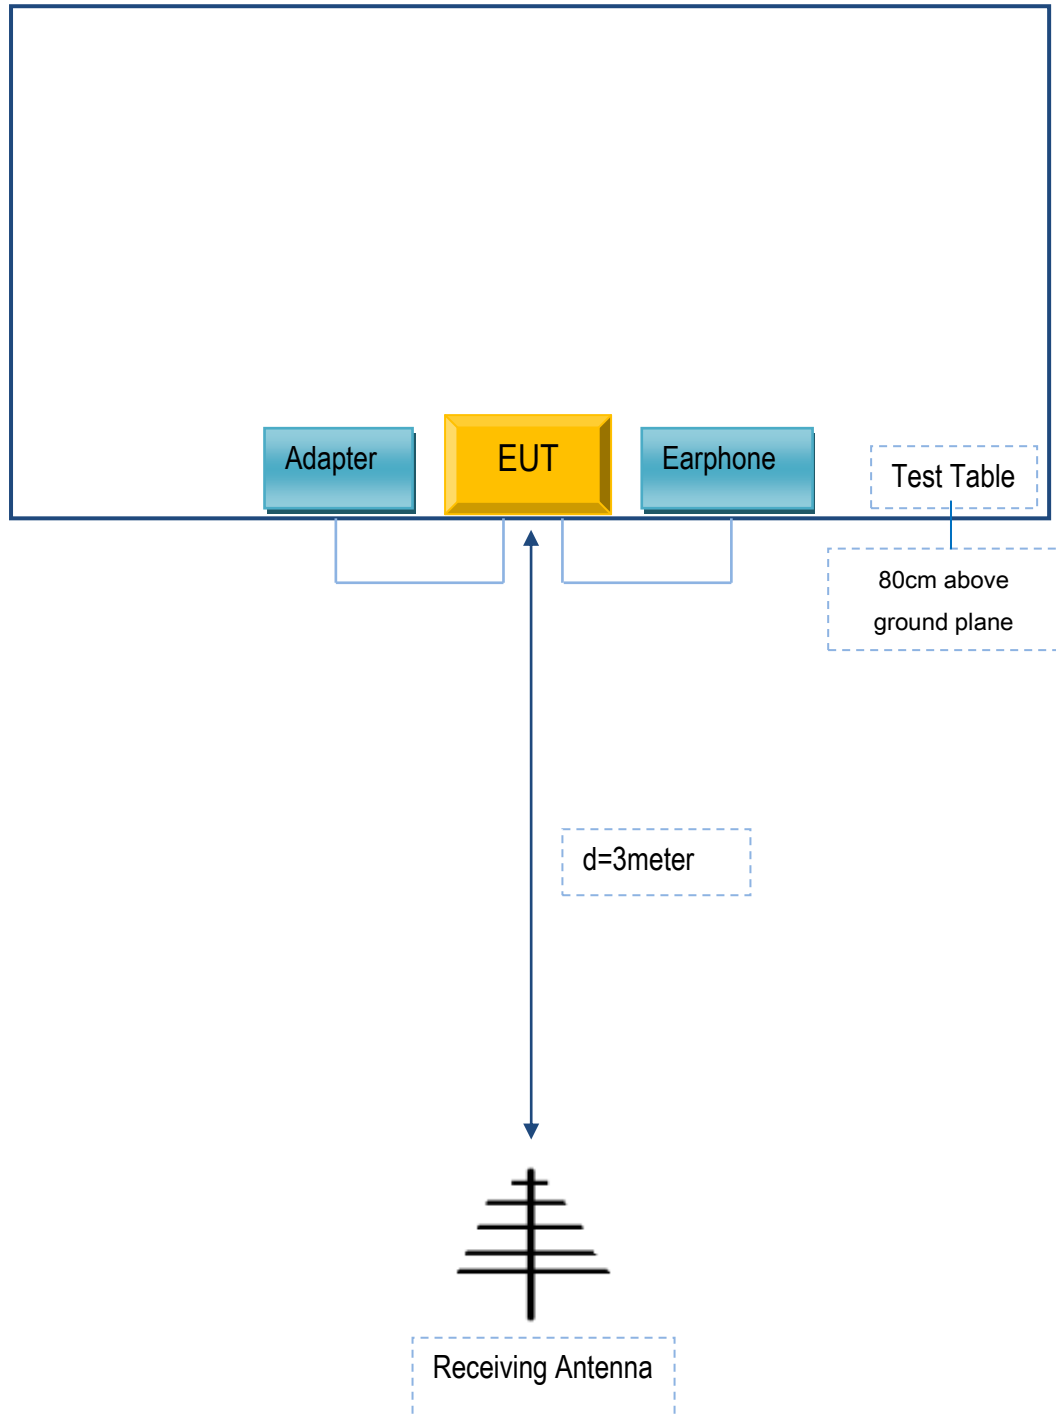 Adapter
EUT
Earphone
Test Table
80cm above
ground plane
d=3meter
Receiving Antenna